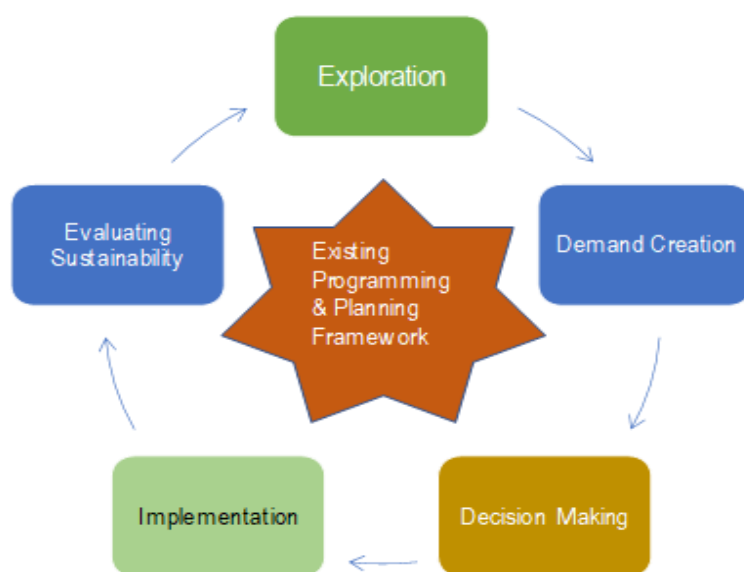 Exploration
Demand Creation
Decision Making
Implementation
Evaluating
Sustainability
Existing
Programming
& Planning
Framework